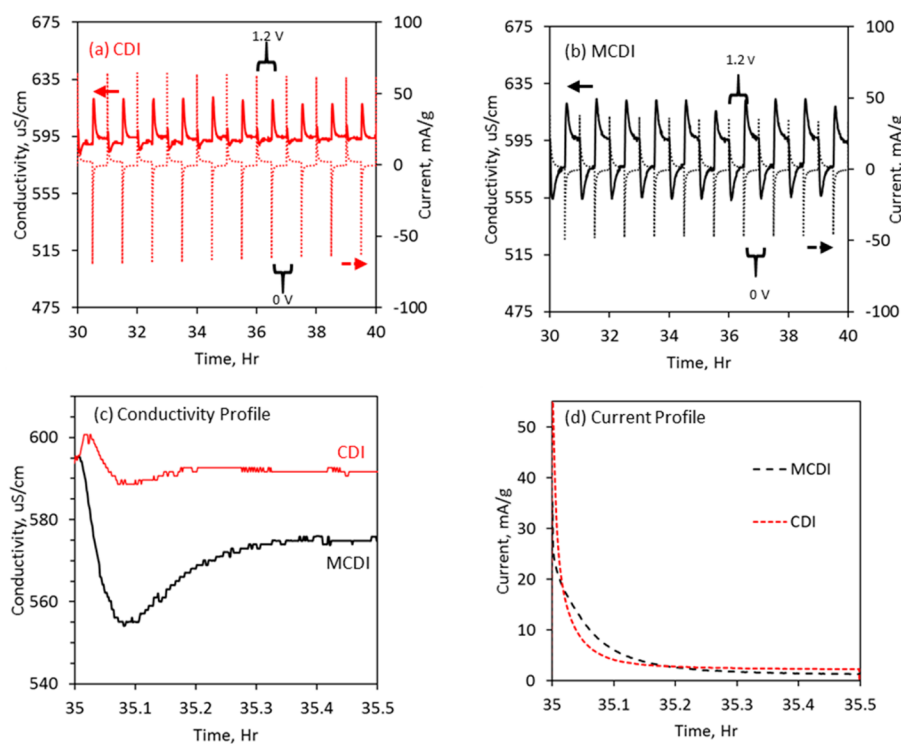 (a) CDI
1.2 V
0 V
Conductivity, uS/cm
675
635
595
555
515
475
100
50
0
-50
-100
Current, mA/g
30 32 34 36 38 40
Time, Hr
(b) MCDI
1.2 V
0 V
Conductivity, uS/cm
675
635
595
555
515
475
100
50
0
-50
-100
Current, mA/g
30 32 34 36 38 40
Time, Hr
(c) Conductivity Profile
CDI
MCDI
Conductivity, uS/cm
600
580
560
540
35 35.1 35.2 35.3 35.4 35.5
Time, Hr
(d) Current Profile
MCDI
CDI
Current, mA/g
50
40
30
20
10
0
35 35.1 35.2 35.3 35.4 35.5
Time, Hr